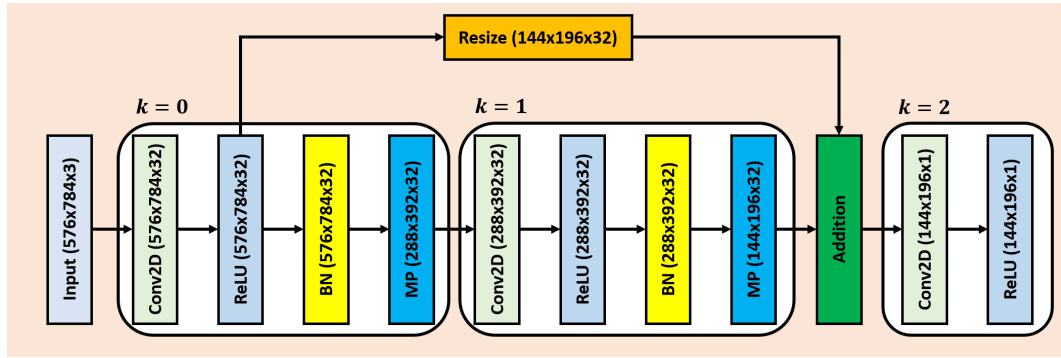 Resize (144x196x32)
k = 0
k = 1
k = 2
Input (576x784x3)
Conv2D (576x784x32)
ReLU (576x784x32)
BN (576x784x32)
MP (288x392x32)
Conv2D (288x392x32)
ReLU (288x392x32)
BN (288x392x32)
MP (144x196x32)
Addition
Conv2D (144x196x1)
ReLU (144x196x1)